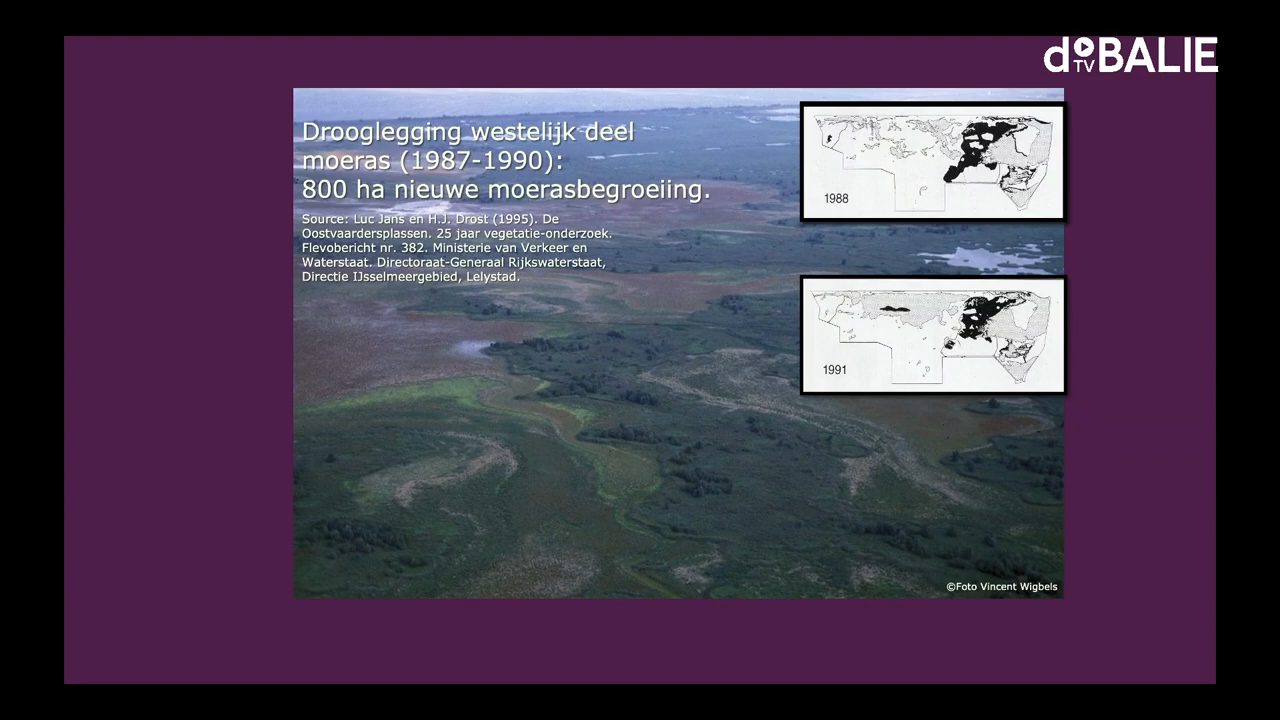 deBALIE
TV
Drooglegging westelijk deel
moeras (1987-1990):
800 ha nieuwe moerasbegroeiing.
Source: Luc Jans en H.J. Drost (1995). De
Oostvaardersplassen. 25 jaar vegetatie-onderzoek.
Flevobericht nr. 382. Ministerie van Verkeer en
Waterstaat. Directoraat-Generaal Rijkswaterstaat,
Directie IJsselmeergebied, Lelystad.
1988
1991
©Foto Vincent Wigbels